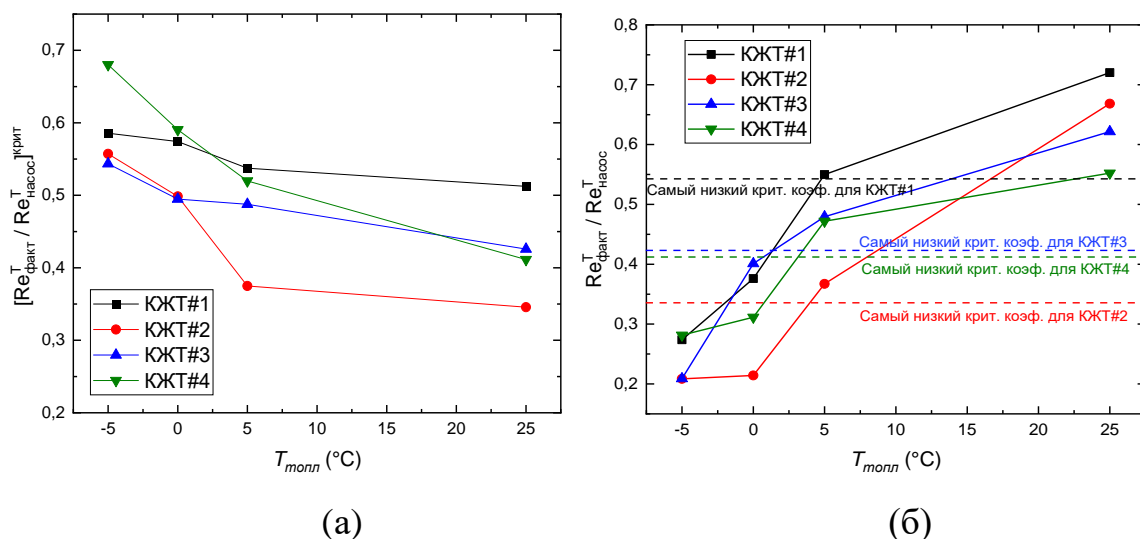 0,7
0,6
0,5
0,4
0,3
0,2
[Re^T_факт / Re^T_насос]^крит
КЖТ#1
КЖТ#2
КЖТ#3
КЖТ#4
-5 0 5 10 15 20 25
T_топл (°C)
(а)
0,8
0,7
0,6
0,5
0,4
0,3
0,2
Re^T_факт / Re^T_насос
КЖТ#1
КЖТ#2
КЖТ#3
КЖТ#4
Самый низкий крит. коэф. для КЖТ#1
Самый низкий крит. коэф. для КЖТ#3
Самый низкий крит. коэф. для КЖТ#4
Самый низкий крит. коэф. для КЖТ#2
-5 0 5 10 15 20 25
T_топл (°C)
(б)